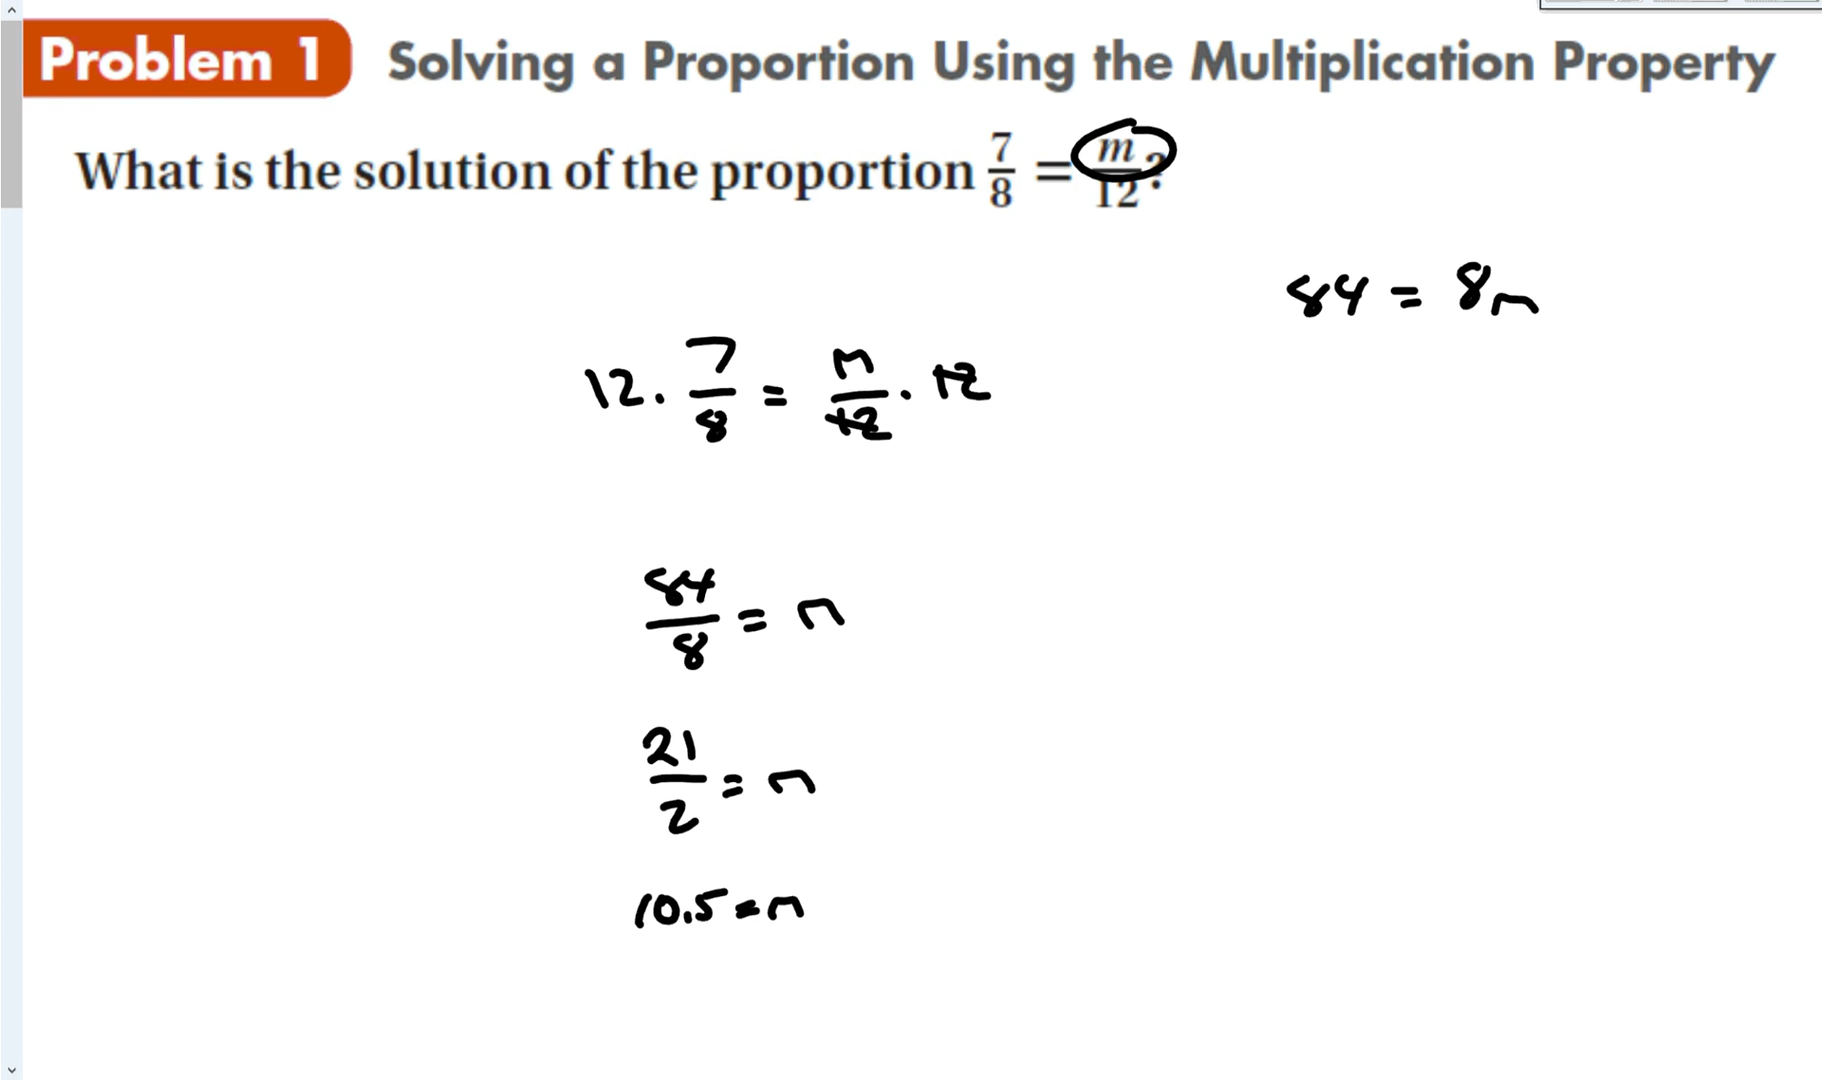 Problem 1 Solving a Proportion Using the Multiplication Property
What is the solution of the proportion 7/8 = m/12?
84 = 8m
12 · 7/8 = m/12 · 12
84/8 = m
21/2 = m
10.5 = m